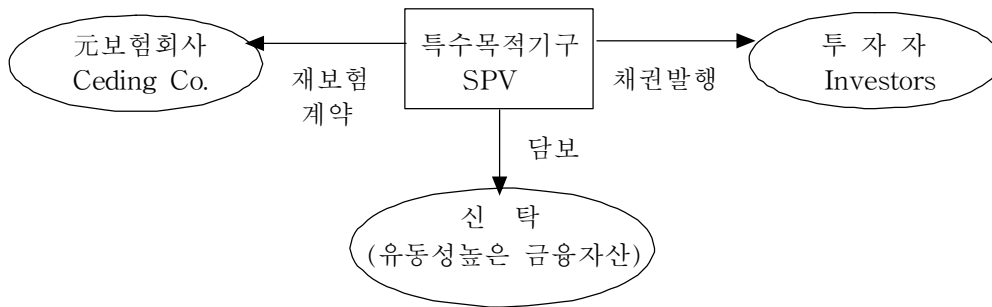 元보험회사
Ceding Co.
재보험
계약
특수목적기구
SPV
채권발행
투 자 자
Investors
담보
신 탁
(유동성높은 금융자산)